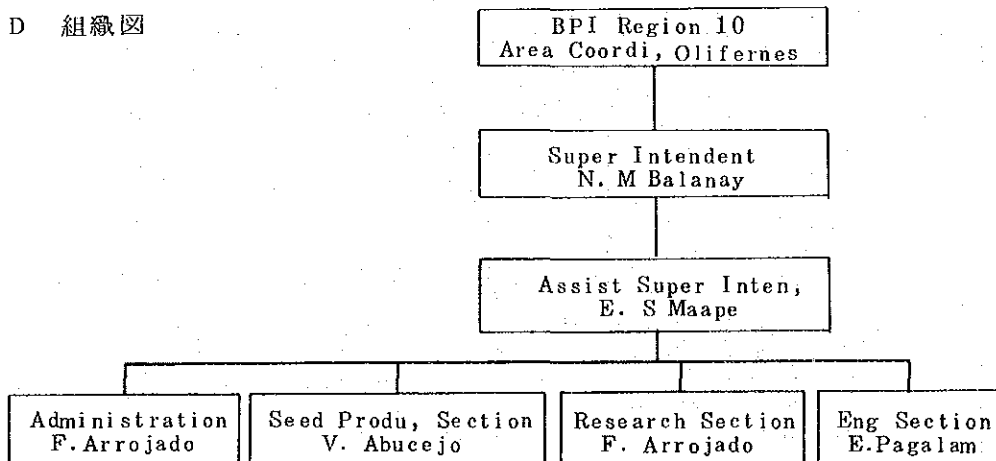 D 組織図
BPI Region 10
Area Coordi, Olifernes
Super Intendent
N. M Balanay
Assist Super Inten,
E. S Maape
Administration
F. Arrojado
Seed Produ, Section
V. Abucejo
Research Section
F. Arrojado
Eng Section
E. Pagalam